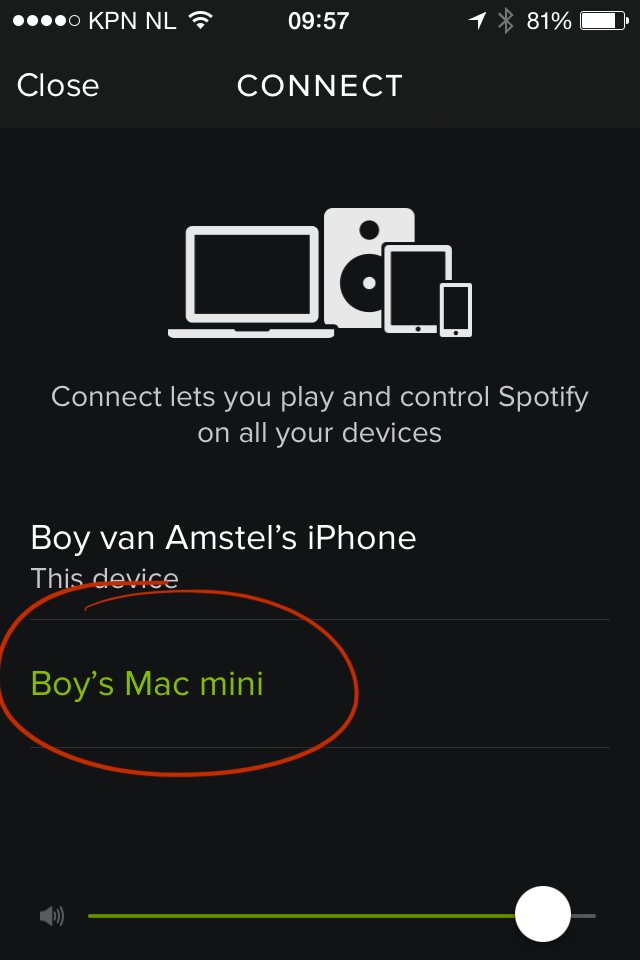 KPN NL 09:57 81%
Close CONNECT
Connect lets you play and control Spotify
on all your devices
Boy van Amstel’s iPhone
This device
Boy’s Mac mini